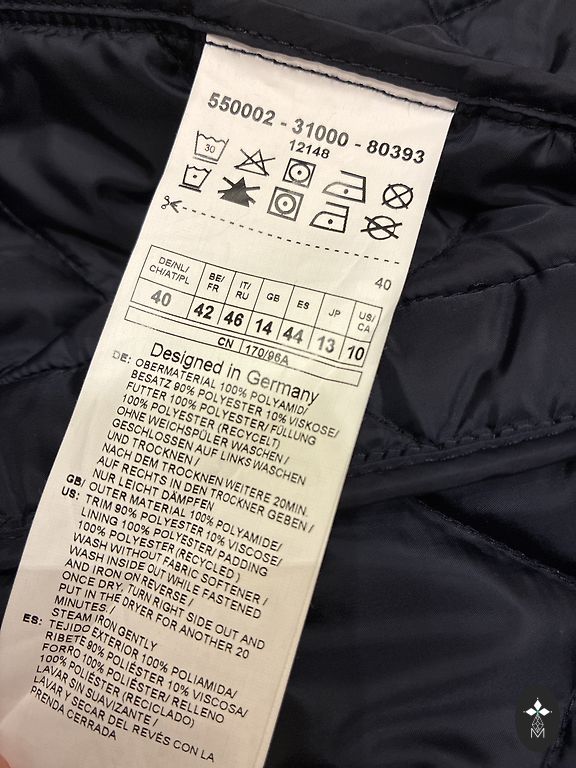 550002 - 31000 - 80393
12148
30
40
DE/NL/ CH/AT/PL BE/ FR IT/ RU GB ES JP US/ CA
40 42 46 14 44 13 10
CN 170/96A
Designed in Germany
DE: OBERMATERIAL 100% POLYAMID/
BESATZ 90% POLYESTER 10% VISKOSE/
FUTTER 100% POLYESTER/FÜLLUNG
100% POLYESTER (RECYCELT)
OHNE WEICHSPÜLER WASCHEN /
GESCHLOSSEN AUF LINKS WASCHEN
UND TROCKNEN /
NACH DEM TROCKNEN WEITERE 20MIN.
AUF RECHTS IN DEN TROCKNER GEBEN /
NUR LEICHT DÄMPFEN
GB/ OUTER MATERIAL 100% POLYAMIDE/
US: TRIM 90% POLYESTER 10% VISCOSE/
LINING 100% POLYESTER/ PADDING
100% POLYESTER (RECYCLED )
WASH WITHOUT FABRIC SOFTENER /
WASH INSIDE OUT WHILE FASTENED
AND IRON ON REVERSE /
ONCE DRY, TURN RIGHT SIDE OUT AND
PUT IN THE DRYER FOR ANOTHER 20
MINUTES /
STEAM IRON GENTLY
ES: TEJIDO EXTERIOR 100% POLIAMIDA/
RIBETE 90% POLIÉSTER 10% VISCOSA/
FORRO 100% POLIÉSTER/ RELLENO
100% POLIÉSTER (RECICLADO)
LAVAR SIN SUAVIZANTE /
LAVAR Y SECAR DEL REVÉS CON LA
PRENDA CERRADA
M